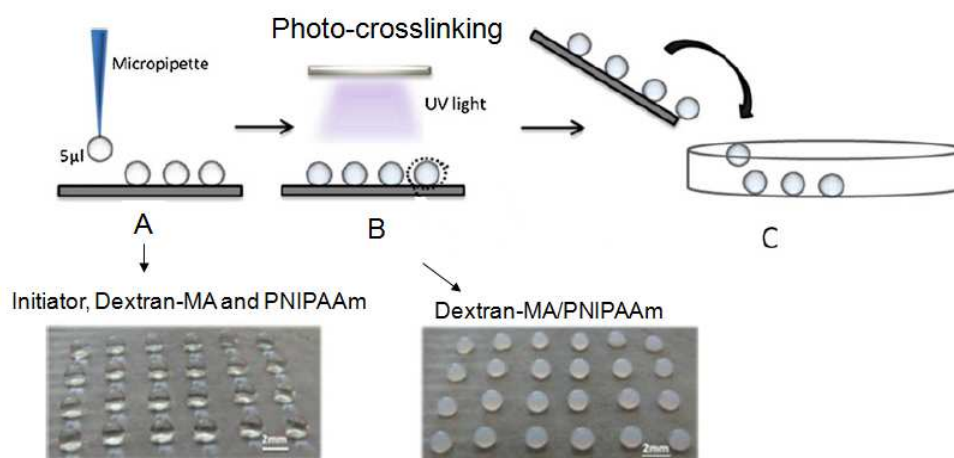 Photo-crosslinking
Micropipette
UV light
5µl
A
B
C
Initiator, Dextran-MA and PNIPAAm
Dextran-MA/PNIPAAm
2mm
2mm